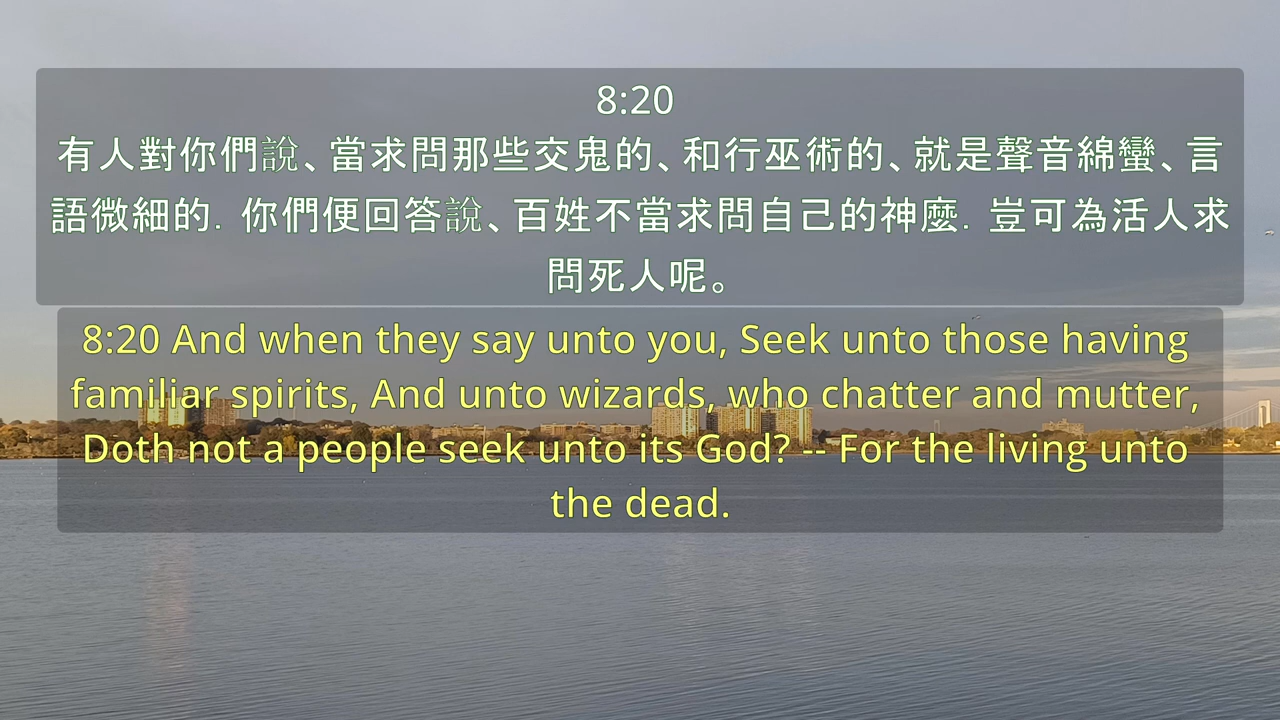 8:20
有人對你們說、當求問那些交鬼的、和行巫術的、就是聲音綿蠻、言
語微細的. 你們便回答說、百姓不當求問自己的神麼. 豈可為活人求
問死人呢。
8:20 And when they say unto you, Seek unto those having
familiar spirits, And unto wizards, who chatter and mutter,
Doth not a people seek unto its God? -- For the living unto
the dead.